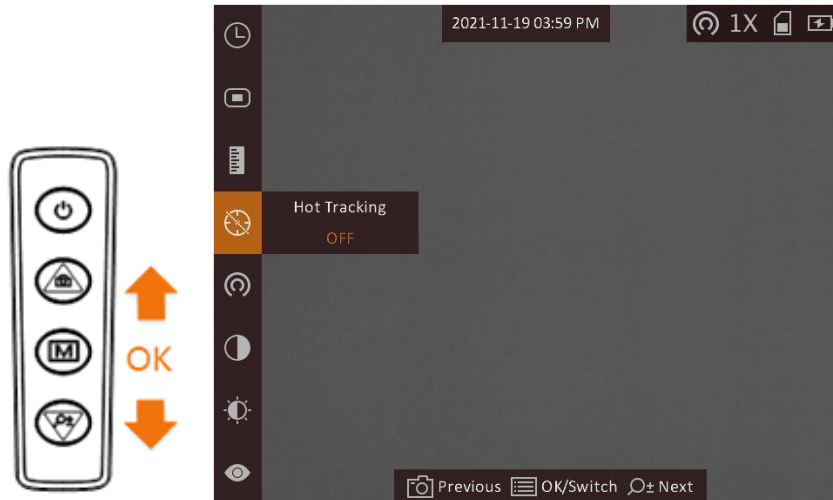 M
OK
2021-11-19 03:59 PM
1X
Hot Tracking
OFF
Previous OK/Switch ± Next